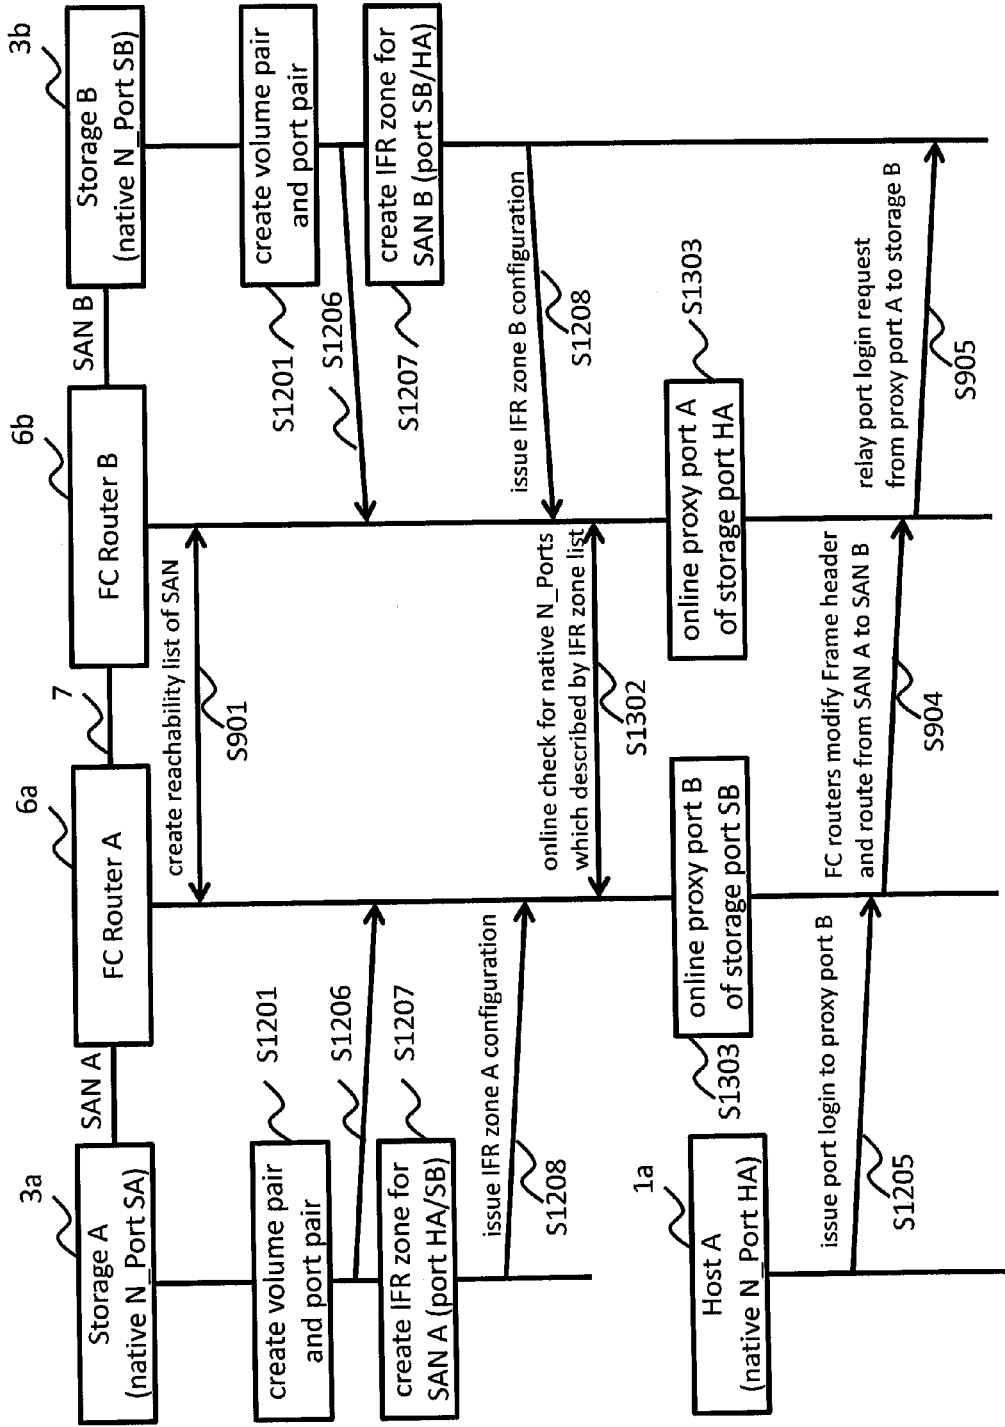 3a
Storage A
(native N_Port SA)
SAN A
6a
FC Router A
7
6b
FC Router B
SAN B
3b
Storage B
(native N_Port SB)
create reachability list of SAN
S901
create volume pair
and port pair
S1201
S1206
create IFR zone for
SAN A (port HA/SB)
S1207
issue IFR zone A configuration
S1208
create volume pair
and port pair
S1201
S1206
create IFR zone for
SAN B (port SB/HA)
S1207
issue IFR zone B configuration
S1208
online check for native N_Ports
which described by IFR zone list
S1302
online proxy port B
of storage port SB
S1303
online proxy port A
of storage port HA
S1303
1a
Host A
(native N_Port HA)
issue port login to proxy port B
S1205
FC routers modify Frame header
and route from SAN A to SAN B
S904
relay port login request
from proxy port A to storage B
S905